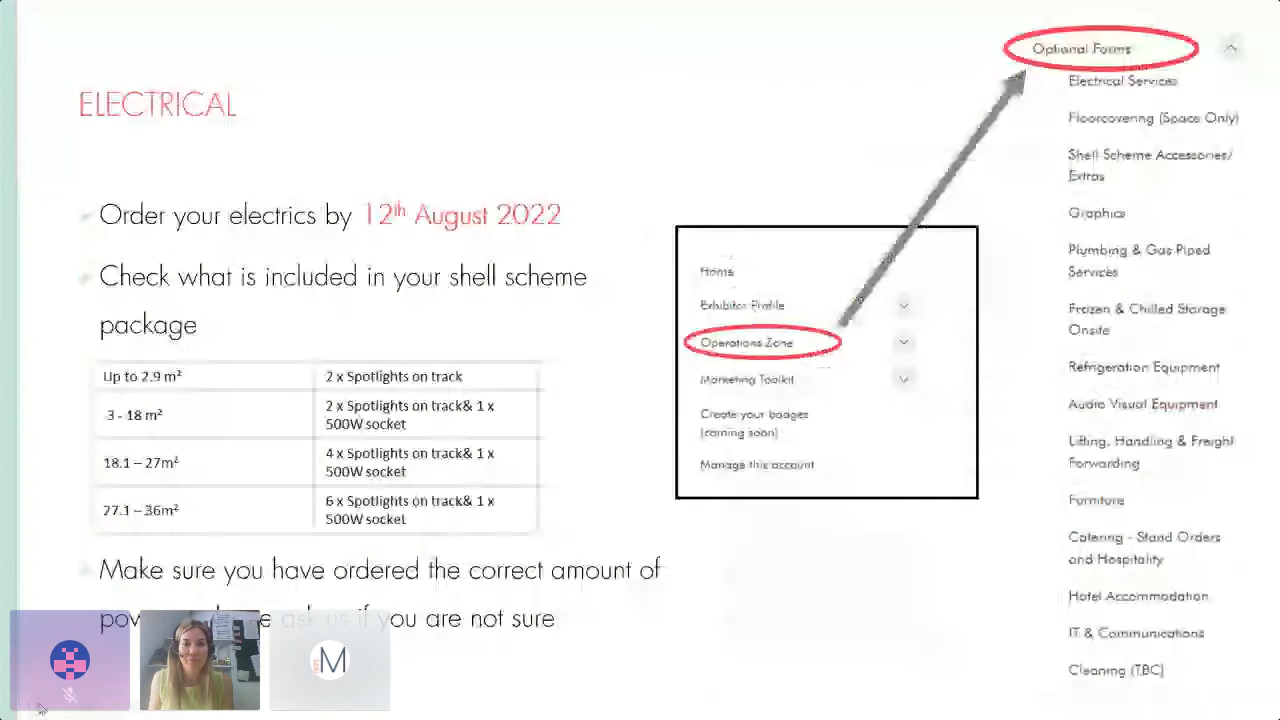 ELECTRICAL
Order your electrics by 12th August 2022
Check what is included in your shell scheme
package
Up to 2.9 m² 2 x Spotlights on track
3 - 18 m² 2 x Spotlights on track& 1 x
500W socket
18.1 – 27m² 4 x Spotlights on track& 1 x
500W socket
27.1 – 36m² 6 x Spotlights on track& 1 x
500W socket
Make sure you have ordered the correct amount of
ask us if you are not sure
Home
Exhibitor Profile
Operations Zone
Marketing Toolkit
Create your badges
(coming soon)
Manage this account
Optional Forms
Electrical Services
Floorcovering (Space Only)
Shell Scheme Accessories/
Extras
Graphics
Plumbing & Gas Piped
Services
Frozen & Chilled Storage
Onsite
Refrigeration Equipment
Audio Visual Equipment
Lifting, Handling & Freight
Forwarding
Furniture
Catering - Stand Orders
and Hospitality
Hotel Accommodation
IT & Communications
Cleaning (TBC)
M